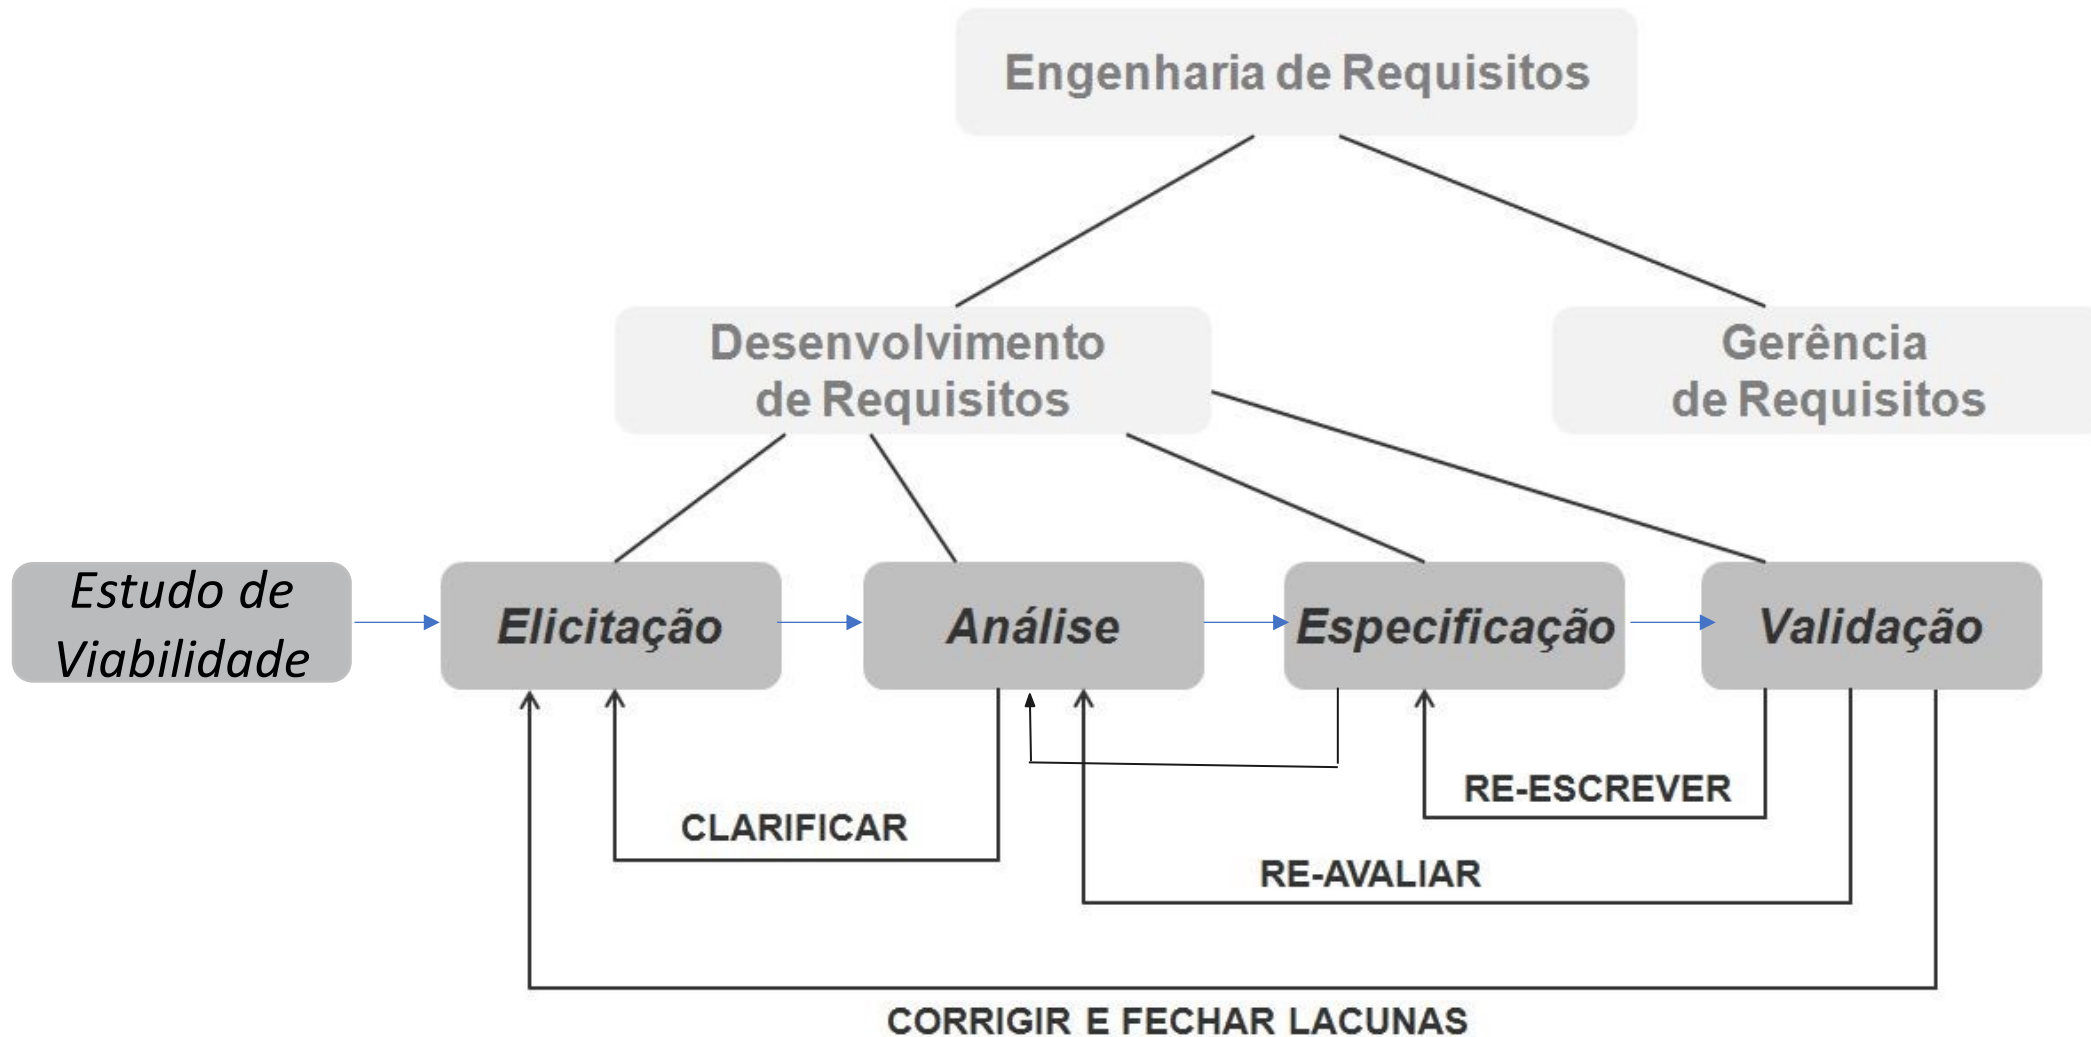 Engenharia de Requisitos
Desenvolvimento
de Requisitos
Gerência
de Requisitos
Estudo de
Viabilidade
Elicitação
Análise
Especificação
Validação
RE-ESCREVER
CLARIFICAR
RE-AVALIAR
CORRIGIR E FECHAR LACUNAS